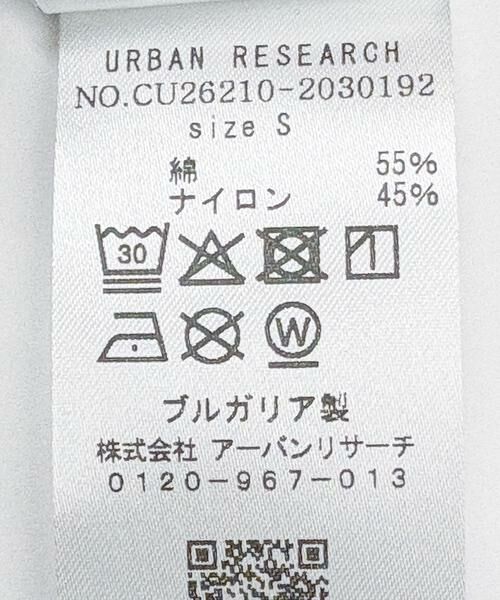 URBAN RESEARCH
NO.CU26210-2030192
size S
綿 55%
ナイロン 45%
30
W
ブルガリア製
株式会社 アーバンリサーチ
0120-967-013